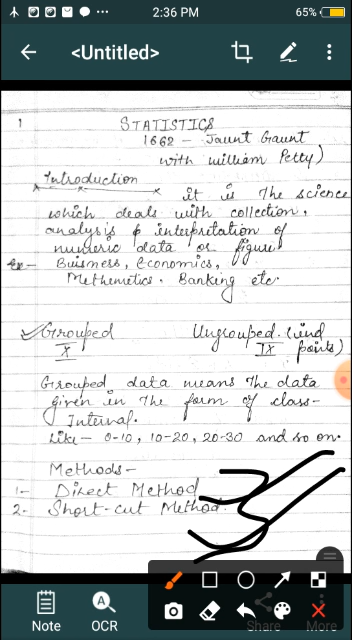 2:36 PM
65%
<Untitled>
1
STATISTICS
1662 - Jaunt Gaunt
with william Petty)
Introduction
it is The science
which deals with collection,
analysis & interpretation of
numeric data or figure
Ex- Buisness, Economics,
Methemetics. Banking etc.
Grouped Ungrouped. (ind
X IX points)
Grouped data means The data
given in The form of class-
Interval.
Like - 0-10, 10-20, 20-30 and so on.
Methods-
1- Direct Method
2- Short-cut Method.
Note OCR Share More